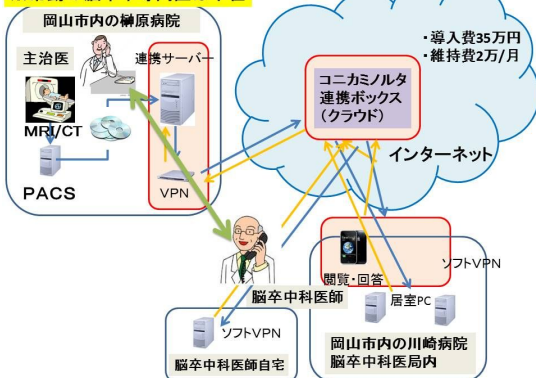 岡山市内の榊原病院
主治医
連携サーバー
MRI/CT
PACS
VPN
コニカミノルタ
連携ボックス
（クラウド）
・導入費35万円
・維持費2万/月
インターネット
脳卒中科医師
閲覧・回答
ソフトVPN
居室PC
岡山市内の川崎病院
脳卒中科医局内
ソフトVPN
脳卒中科医師自宅